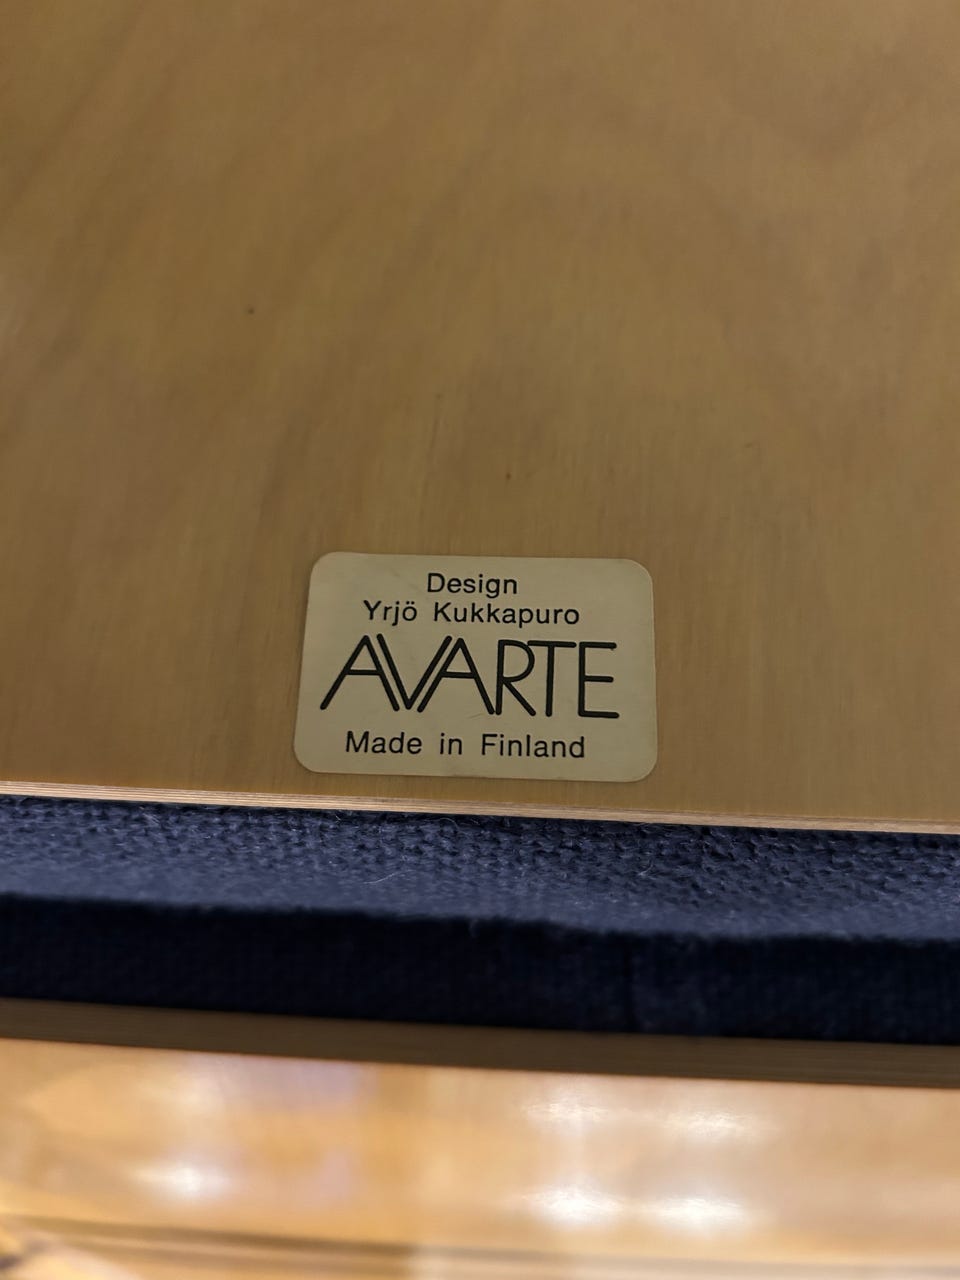 Design
Yrjö Kukkapuro
AVARTE
Made in Finland